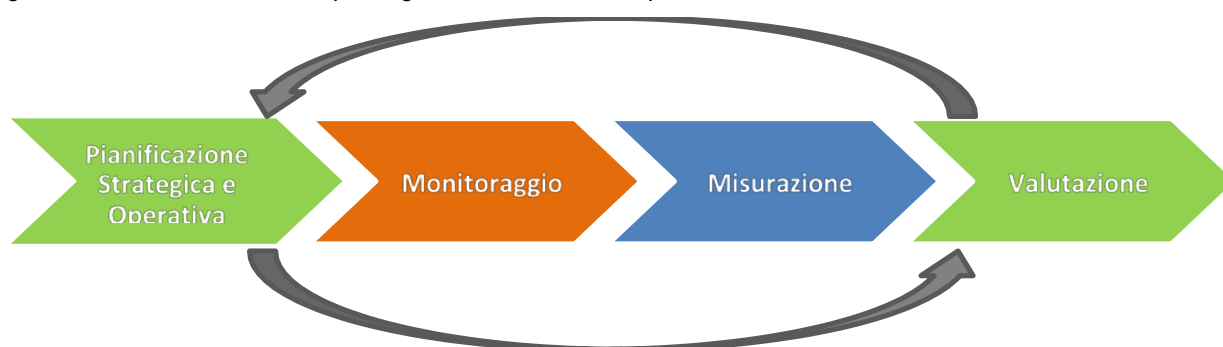 Pianificazione
Strategica e
Operativa
Monitoraggio
Misurazione
Valutazione